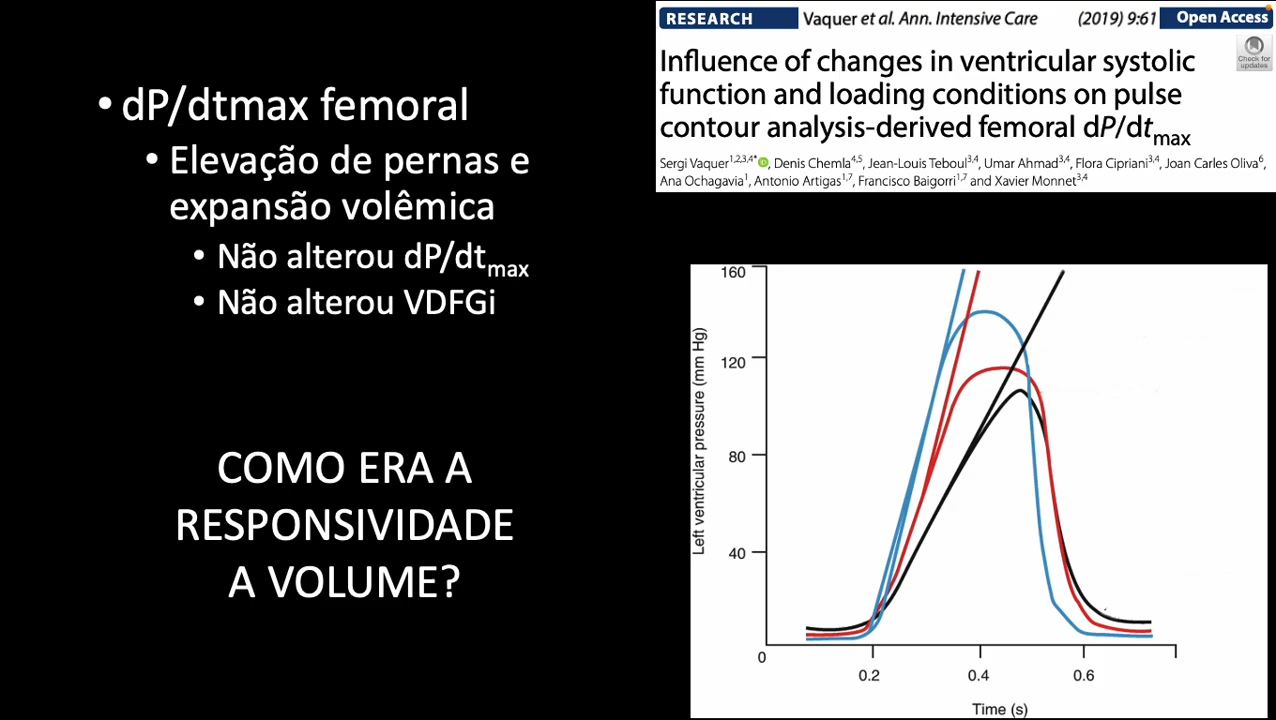 • dP/dtmax femoral
• Elevação de pernas e
expansão volêmica
• Não alterou dP/dtmax
• Não alterou VDFGi
COMO ERA A
RESPONSIVIDADE
A VOLUME?
RESEARCH
Vaquer et al. Ann. Intensive Care (2019) 9:61
Open Access
Check for
updates
Influence of changes in ventricular systolic
function and loading conditions on pulse
contour analysis-derived femoral dP/dtmax
Sergi Vaquer1,2,3,4*, Denis Chemla4,5, Jean-Louis Teboul3,4, Umar Ahmad3,4, Flora Cipriani3,4, Joan Carles Oliva6,
Ana Ochagavia1, Antonio Artigas1,7, Francisco Baigorri1,7 and Xavier Monnet3,4
Left ventricular pressure (mm Hg)
160
120
80
40
0
0.2 0.4 0.6
Time (s)